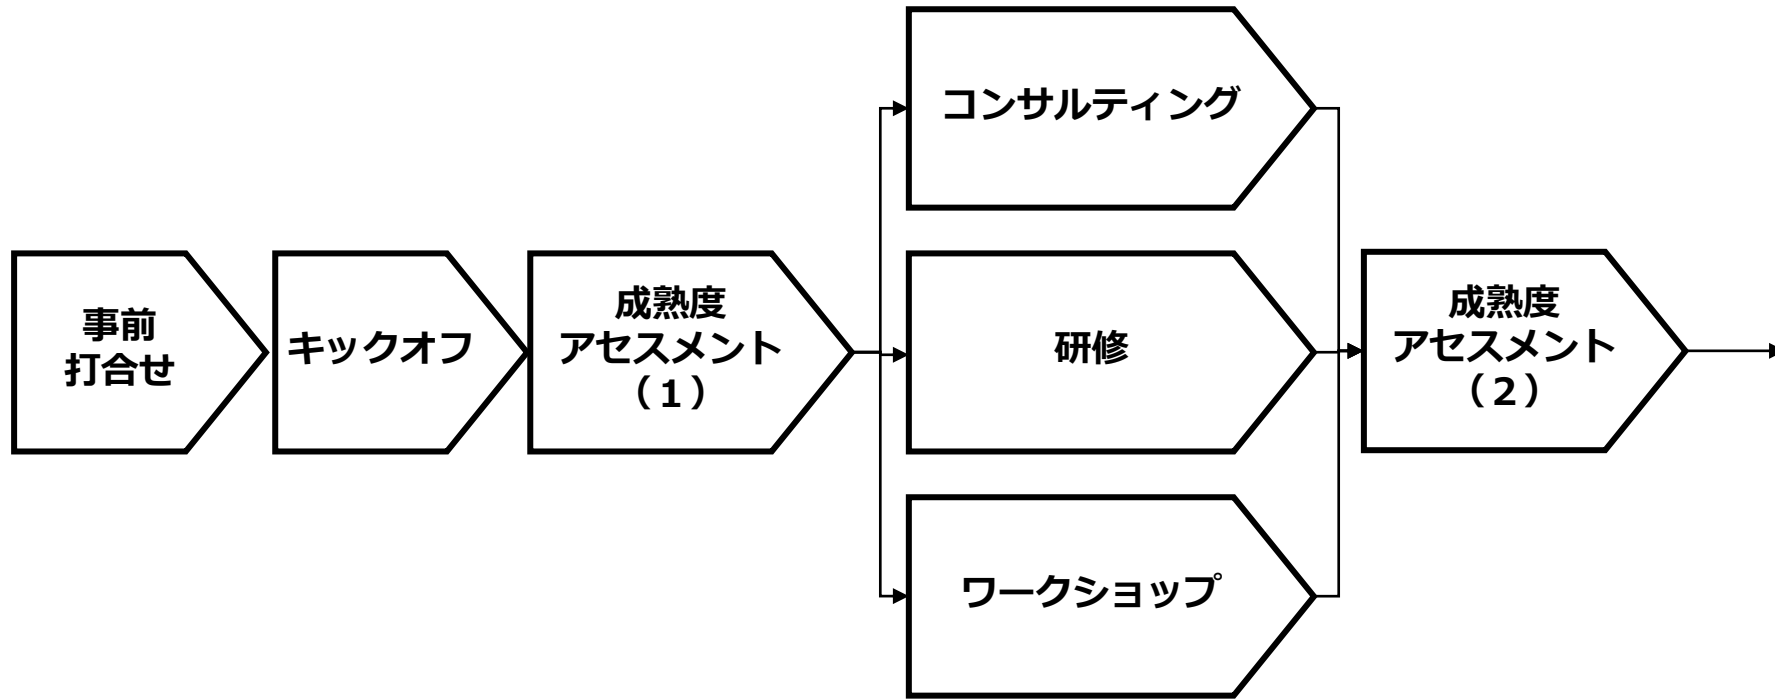 事前
打合せ
キックオフ
成熟度
アセスメント
（１）
コンサルティング
研修
ワークショップ
成熟度
アセスメント
（２）